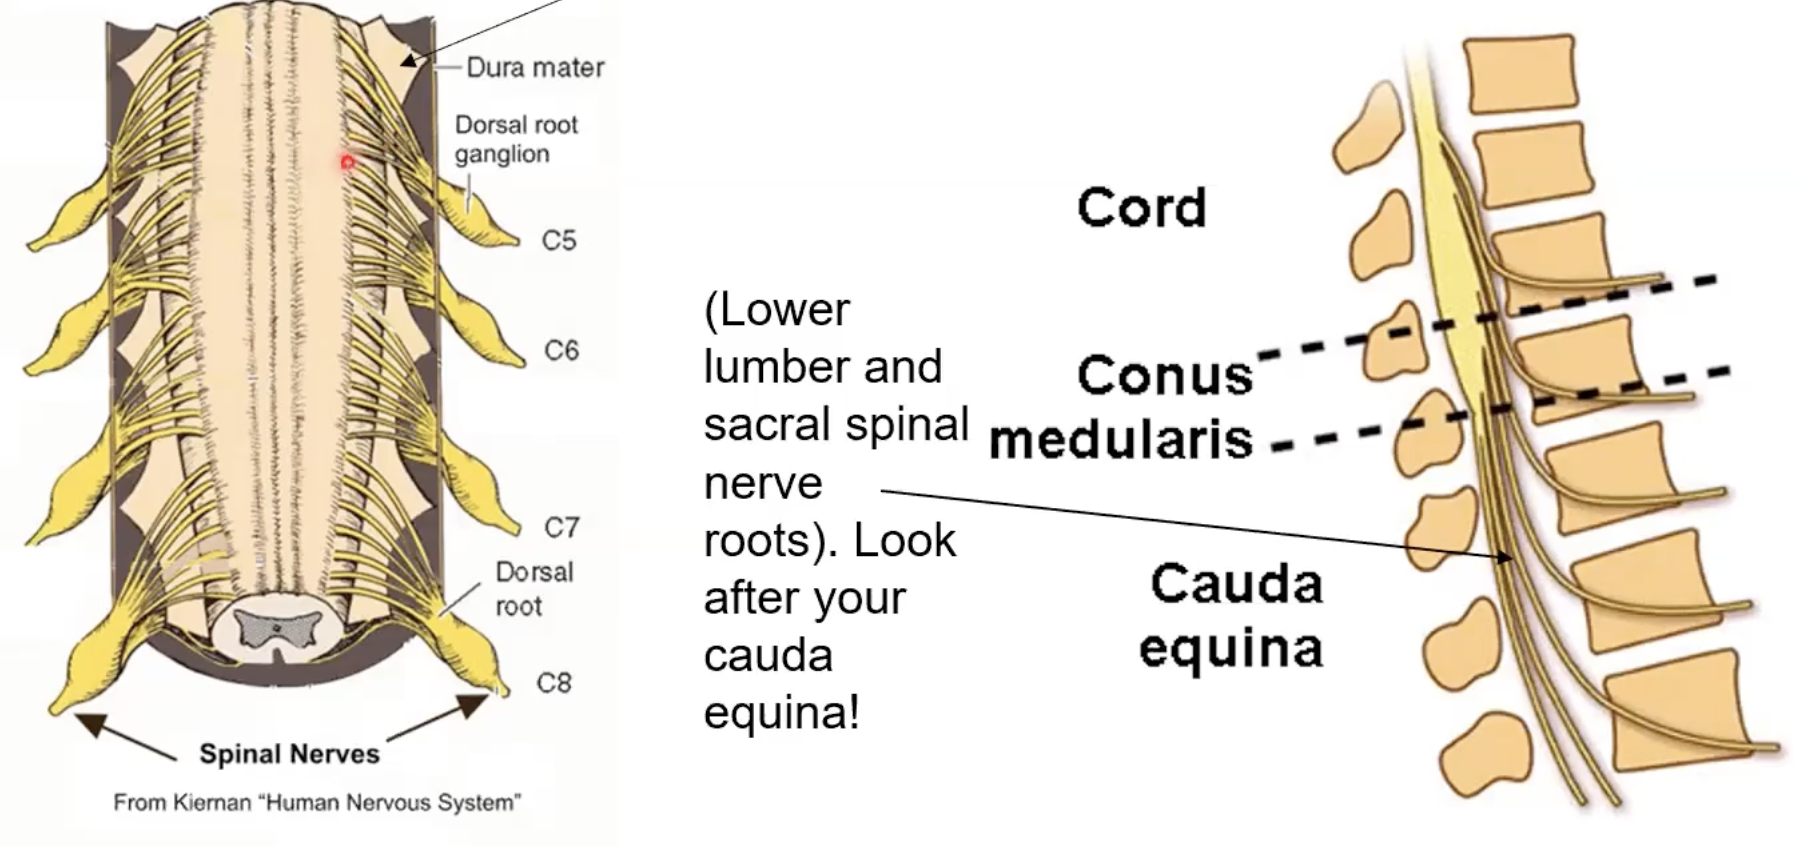 Dura mater
Dorsal root
ganglion
C5
C6
C7
Dorsal
root
C8
Spinal Nerves
From Kiernan “Human Nervous System”
(Lower
lumber and
sacral spinal
nerve
roots). Look
after your
cauda
equina!
Cord
Conus
medularis
Cauda
equina